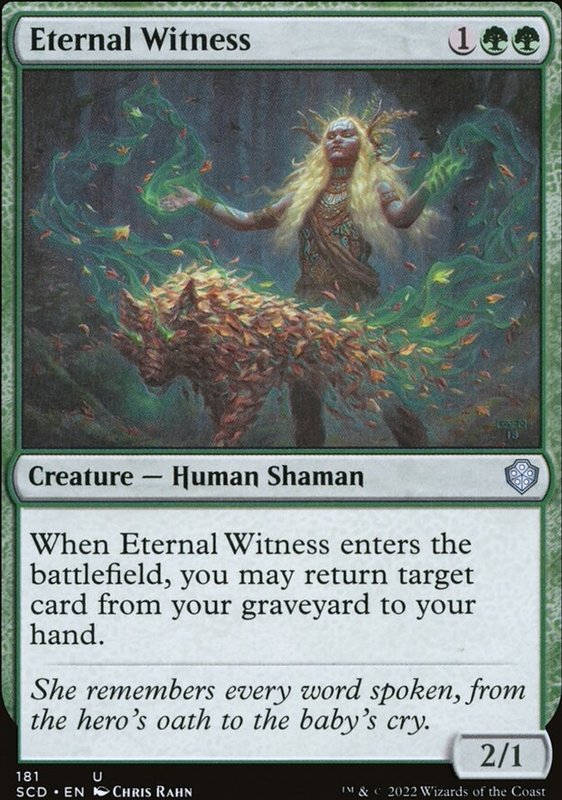 Eternal Witness
1
Creature — Human Shaman
When Eternal Witness enters the
battlefield, you may return target
card from your graveyard to your
hand.
She remembers every word spoken, from
the hero's oath to the baby's cry.
2/1
181 U
SCD • EN Chris Rahn
™ & © 2022 Wizards of the Coast